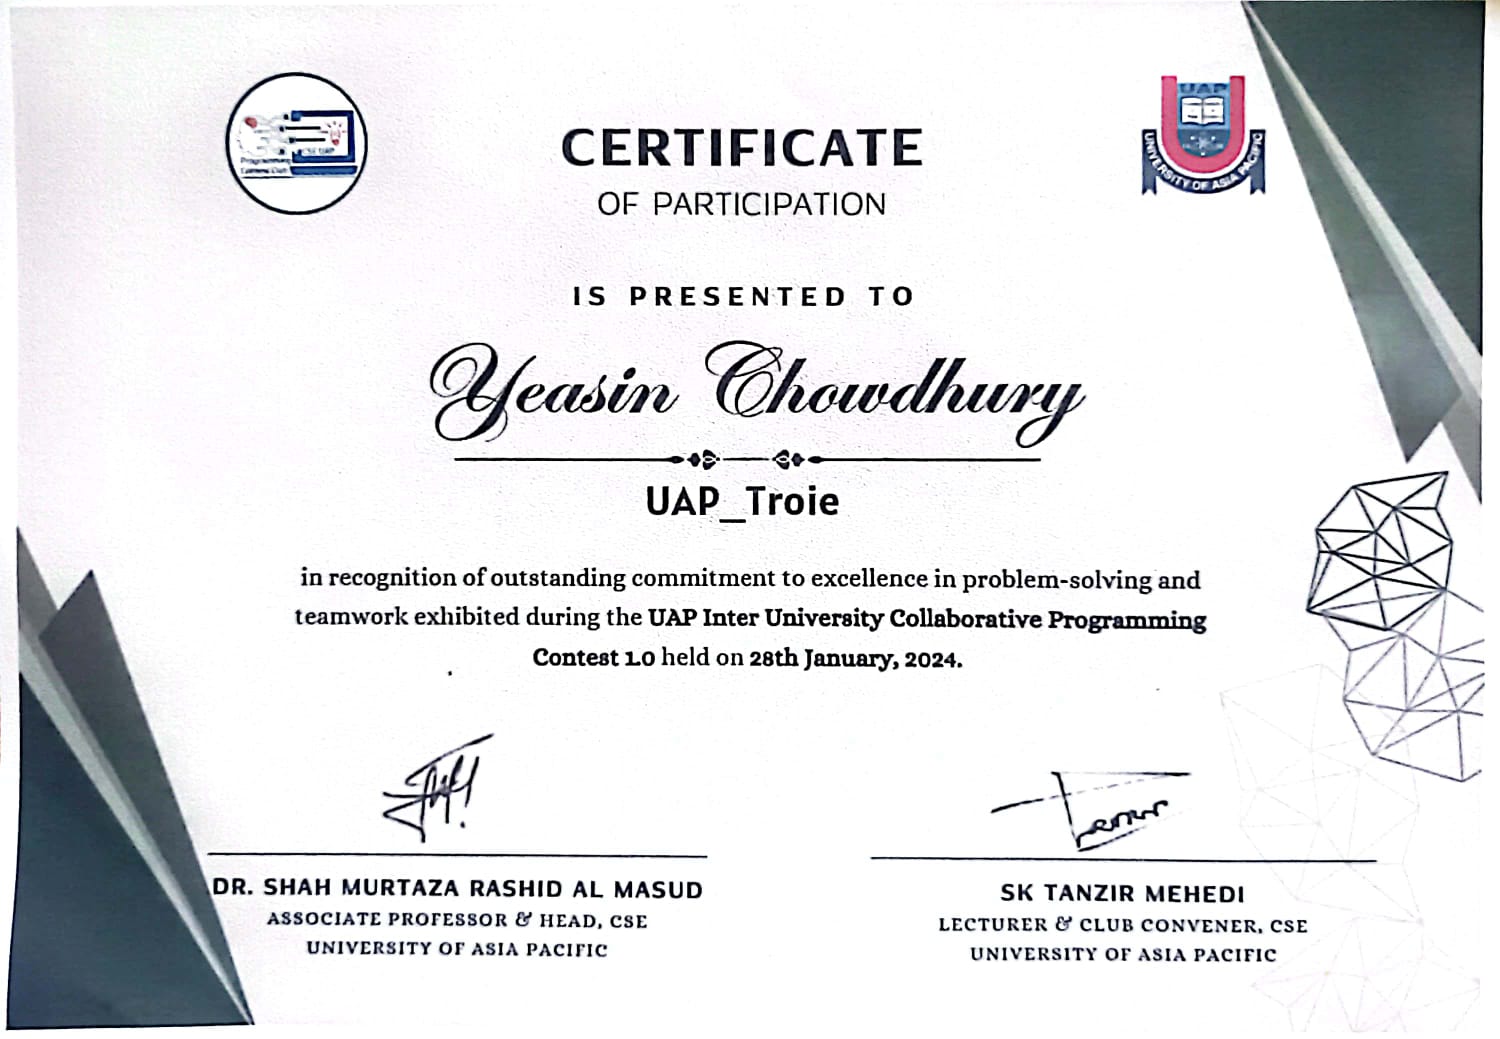 CERTIFICATE
OF PARTICIPATION
IS PRESENTED TO
Yeasin Chowdhury
UAP_Troie
in recognition of outstanding commitment to excellence in problem-solving and
teamwork exhibited during the UAP Inter University Collaborative Programming
Contest 1.0 held on 28th January, 2024.
DR. SHAH MURTAZA RASHID AL MASUD
ASSOCIATE PROFESSOR & HEAD, CSE
UNIVERSITY OF ASIA PACIFIC
SK TANZIR MEHEDI
LECTURER & CLUB CONVENER, CSE
UNIVERSITY OF ASIA PACIFIC
UAP
UNIVERSITY OF ASIA PACIFIC
CSE UAP
Programming
Club